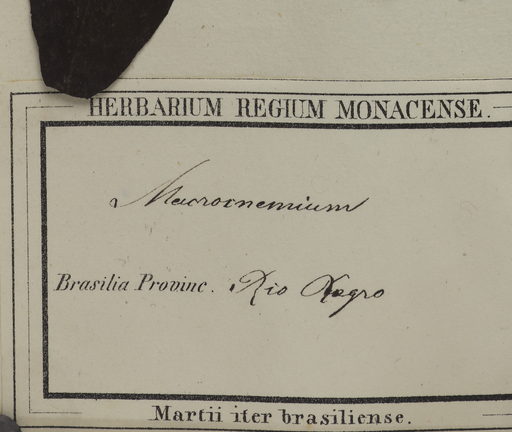 HERBARIUM REGIUM MONACENSE.
Macrocnemium
Brasilia Provinc. Rio Negro
Martii iter brasiliense.